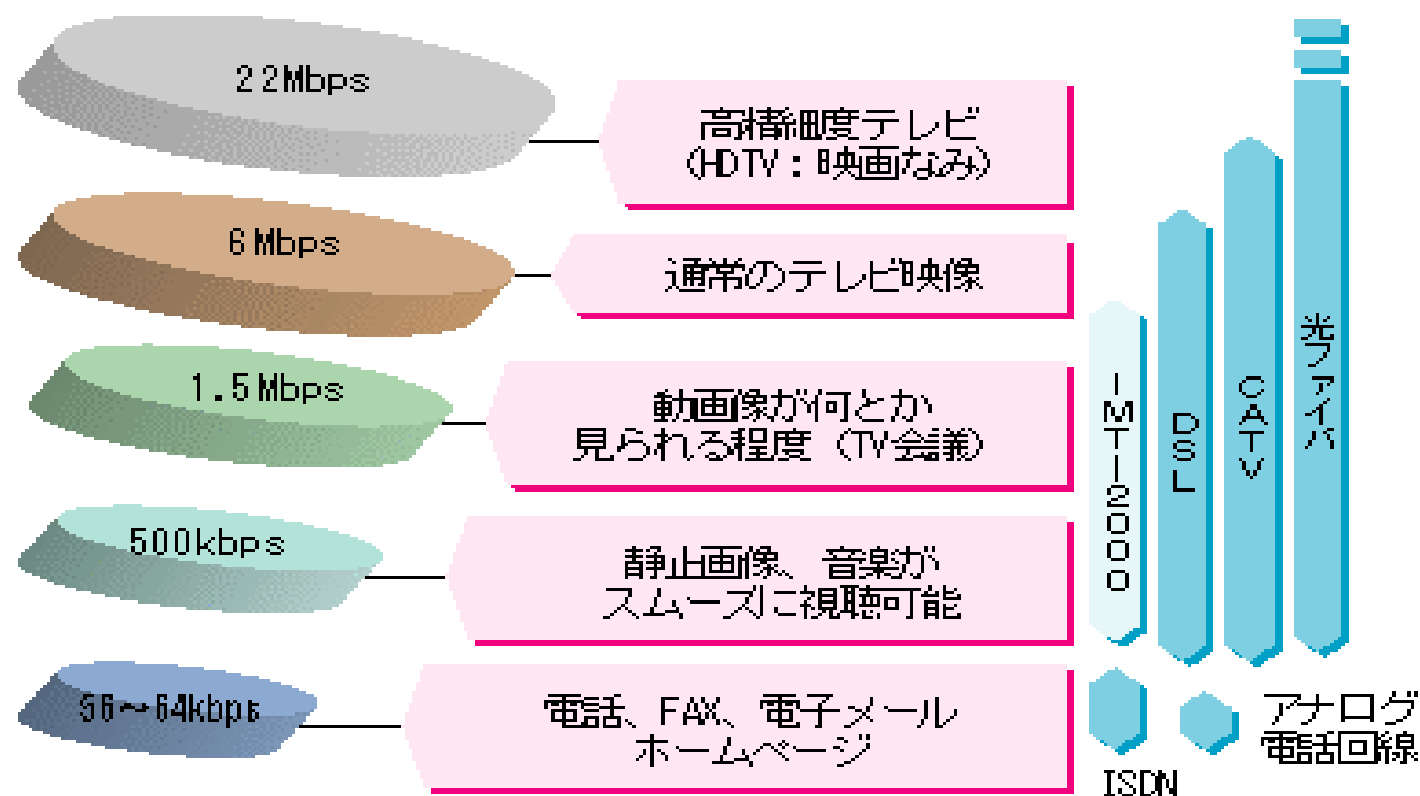 22Mbps
高精細度テレビ
(HDTV:映画なみ)
6Mbps
通常のテレビ映像
1.5Mbps
動画像が何とか
見られる程度(TV会議)
500kbps
静止画像、音楽が
スムーズに視聴可能
56~64kbps
電話、FAX、電子メール
ホームページ
IMTI2000
DSL
CATV
光ファイバ
ISDN
アナログ
電話回線